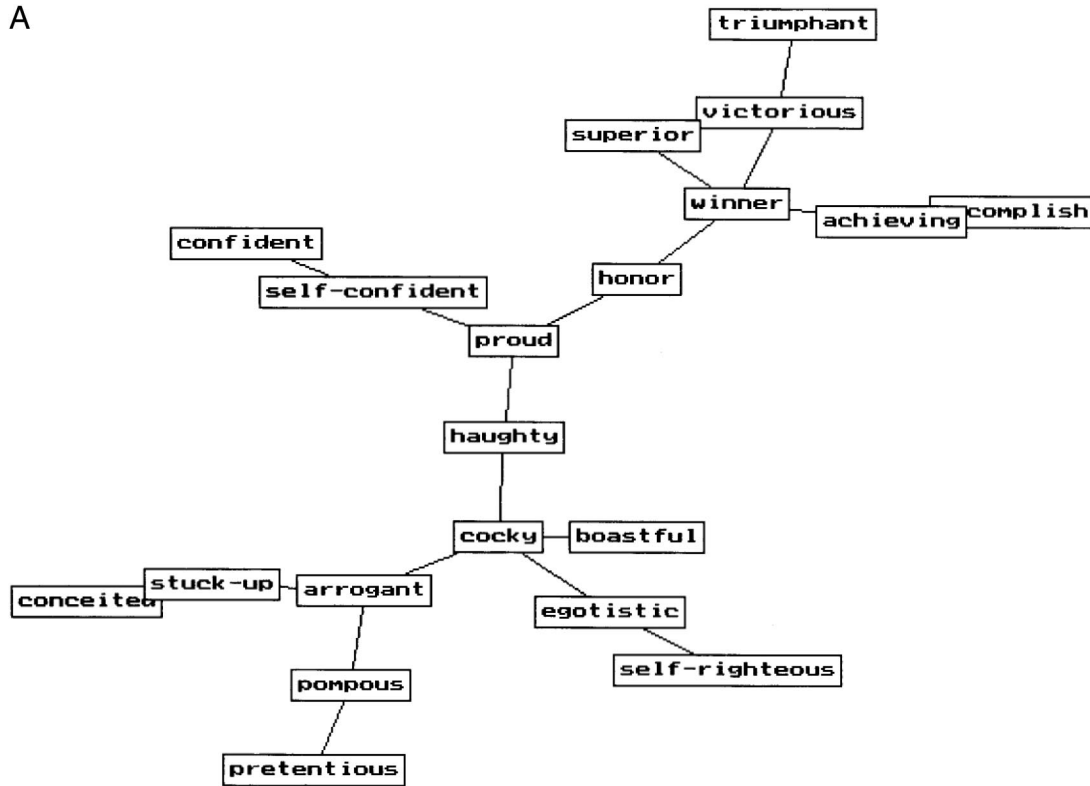 A
triumphant
victorious
superior
winner
complish
achieving
confident
honor
self-confident
proud
haughty
cocky
boastful
stuck-up
arrogant
conceited
egotistic
self-righteous
pompous
pretentious